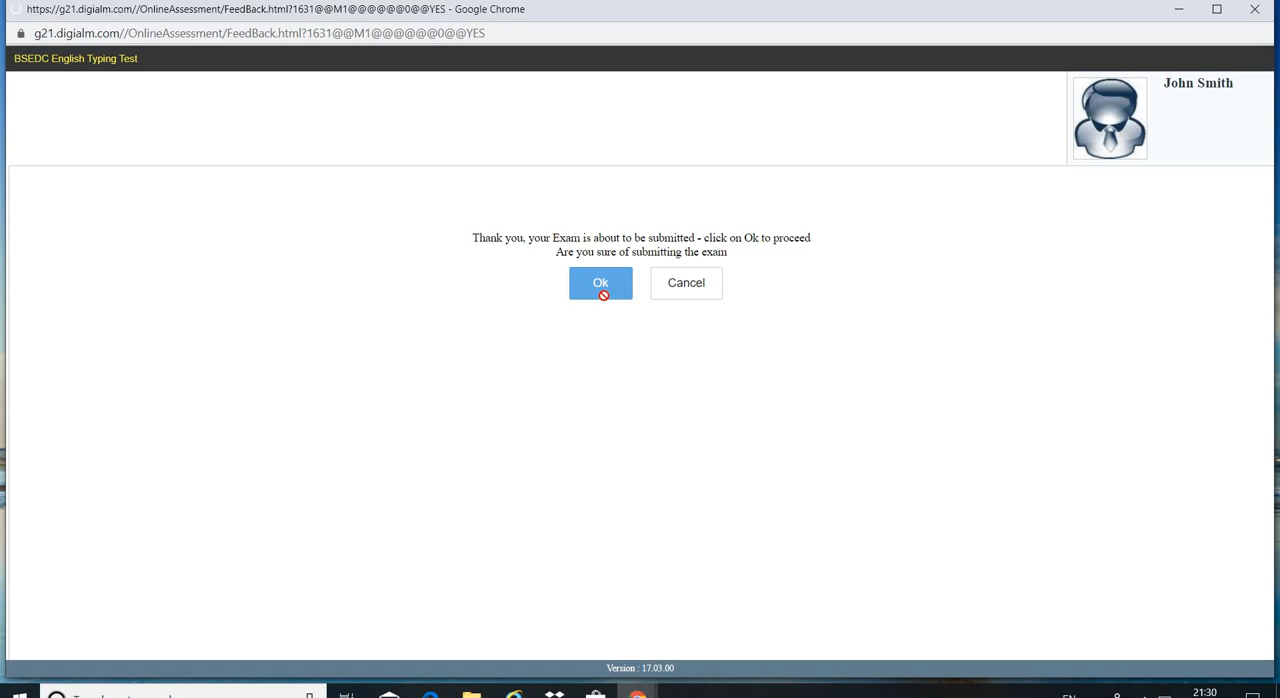 https://g21.digialm.com//OnlineAssessment/FeedBack.html?1631@@M1@@@@@@0@@YES - Google Chrome
g21.digialm.com//OnlineAssessment/FeedBack.html?1631@@M1@@@@@@0@@YES
BSEDC English Typing Test
John Smith
Thank you, your Exam is about to be submitted - click on Ok to proceed
Are you sure of submitting the exam
Ok Cancel
Version : 17.03.00
21:30